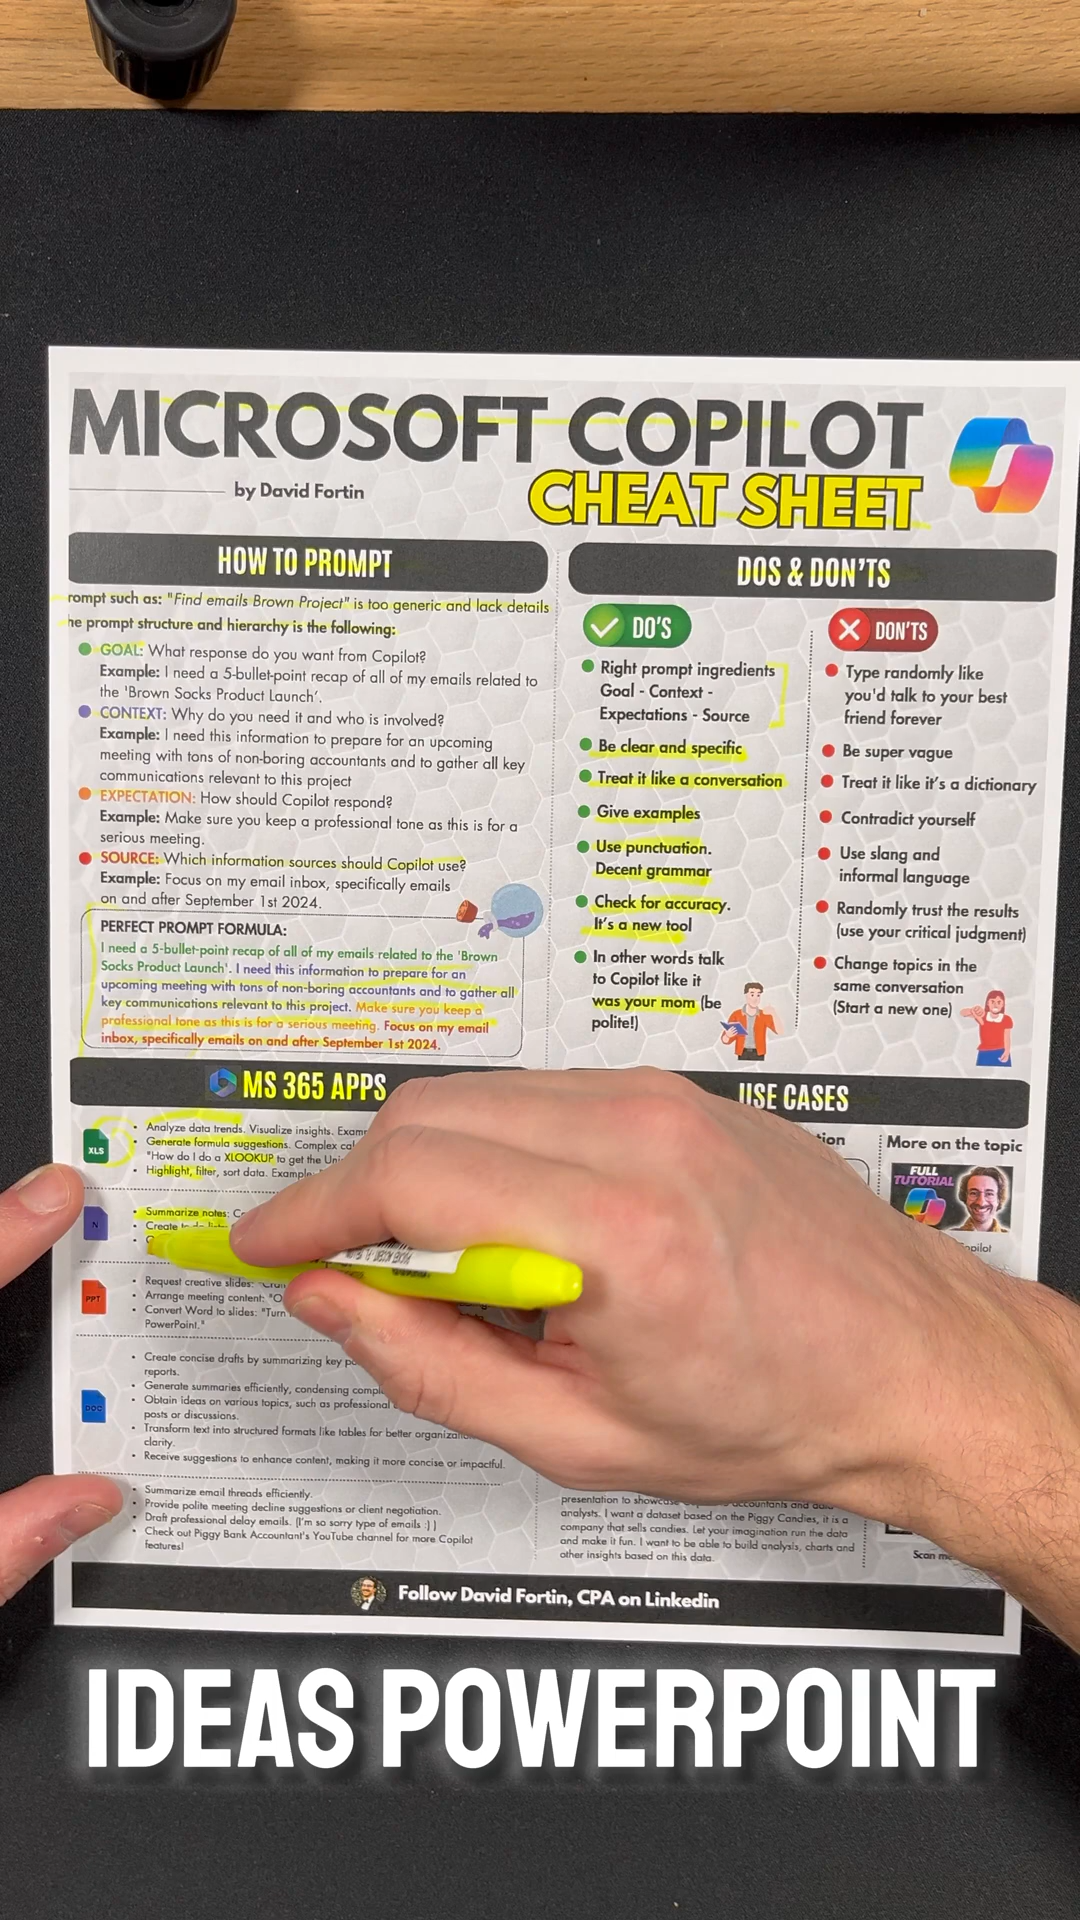 MICROSOFT COPILOT
by David Fortin
CHEAT SHEET
HOW TO PROMPT
rompt such as: "Find emails Brown Project" is too generic and lack details
he prompt structure and hierarchy is the following:
GOAL: What response do you want from Copilot?
Example: I need a 5-bullet-point recap of all of my emails related to
the 'Brown Socks Product Launch'.
CONTEXT: Why do you need it and who is involved?
Example: I need this information to prepare for an upcoming
meeting with tons of non-boring accountants and to gather all key
communications relevant to this project
EXPECTATION: How should Copilot respond?
Example: Make sure you keep a professional tone as this is for a
serious meeting.
SOURCE: Which information sources should Copilot use?
Example: Focus on my email inbox, specifically emails
on and after September 1st 2024.
PERFECT PROMPT FORMULA:
I need a 5-bullet-point recap of all of my emails related to the 'Brown
Socks Product Launch'. I need this information to prepare for an
upcoming meeting with tons of non-boring accountants and to gather all
key communications relevant to this project. Make sure you keep a
professional tone as this is for a serious meeting. Focus on my email
inbox, specifically emails on and after September 1st 2024.
DOS & DON'TS
DO'S
Right prompt ingredients
Goal - Context -
Expectations - Source
Be clear and specific
Treat it like a conversation
Give examples
Use punctuation.
Decent grammar
Check for accuracy.
It's a new tool
In other words talk
to Copilot like it
was your mom (be
polite!)
DON'TS
Type randomly like
you'd talk to your best
friend forever
Be super vague
Treat it like it's a dictionary
Contradict yourself
Use slang and
informal language
Randomly trust the results
(use your critical judgment)
Change topics in the
same conversation
(Start a new one)
MS 365 APPS
XLS
• Analyze data trends. Visualize insights.
• Generate formula suggestions. Complex
"How do I do a XLOOKUP to get the
• Highlight, filter, sort data.
N
• Summarize notes:
• Create
PPT
• Request creative slides:
• Arrange meeting content:
• Convert Word to slides: "Turn
PowerPoint."
DOC
• Create concise drafts by summarizing key
reports.
• Generate summaries efficiently, condensing
• Obtain ideas on various topics, such as professional
posts or discussions.
• Transform text into structured formats like tables for better
clarity.
• Receive suggestions to enhance content, making it more concise or impactful.
• Summarize email threads efficiently.
• Provide polite meeting decline suggestions or client negotiation.
• Draft professional delay emails. (I'm so sorry type of emails :) )
• Check out Piggy Bank Accountant's YouTube channel for more Copilot
features!
USE CASES
More on the topic
FULL
TUTORIAL
presentation to showcase accountants and data
analysts. I want a dataset based on the Piggy Candies, it is a
company that sells candies. Let your imagination run the data
and make it fun. I want to be able to build analysis, charts and
other insights based on this data.
Scan
Follow David Fortin, CPA on Linkedin
IDEAS POWERPOINT